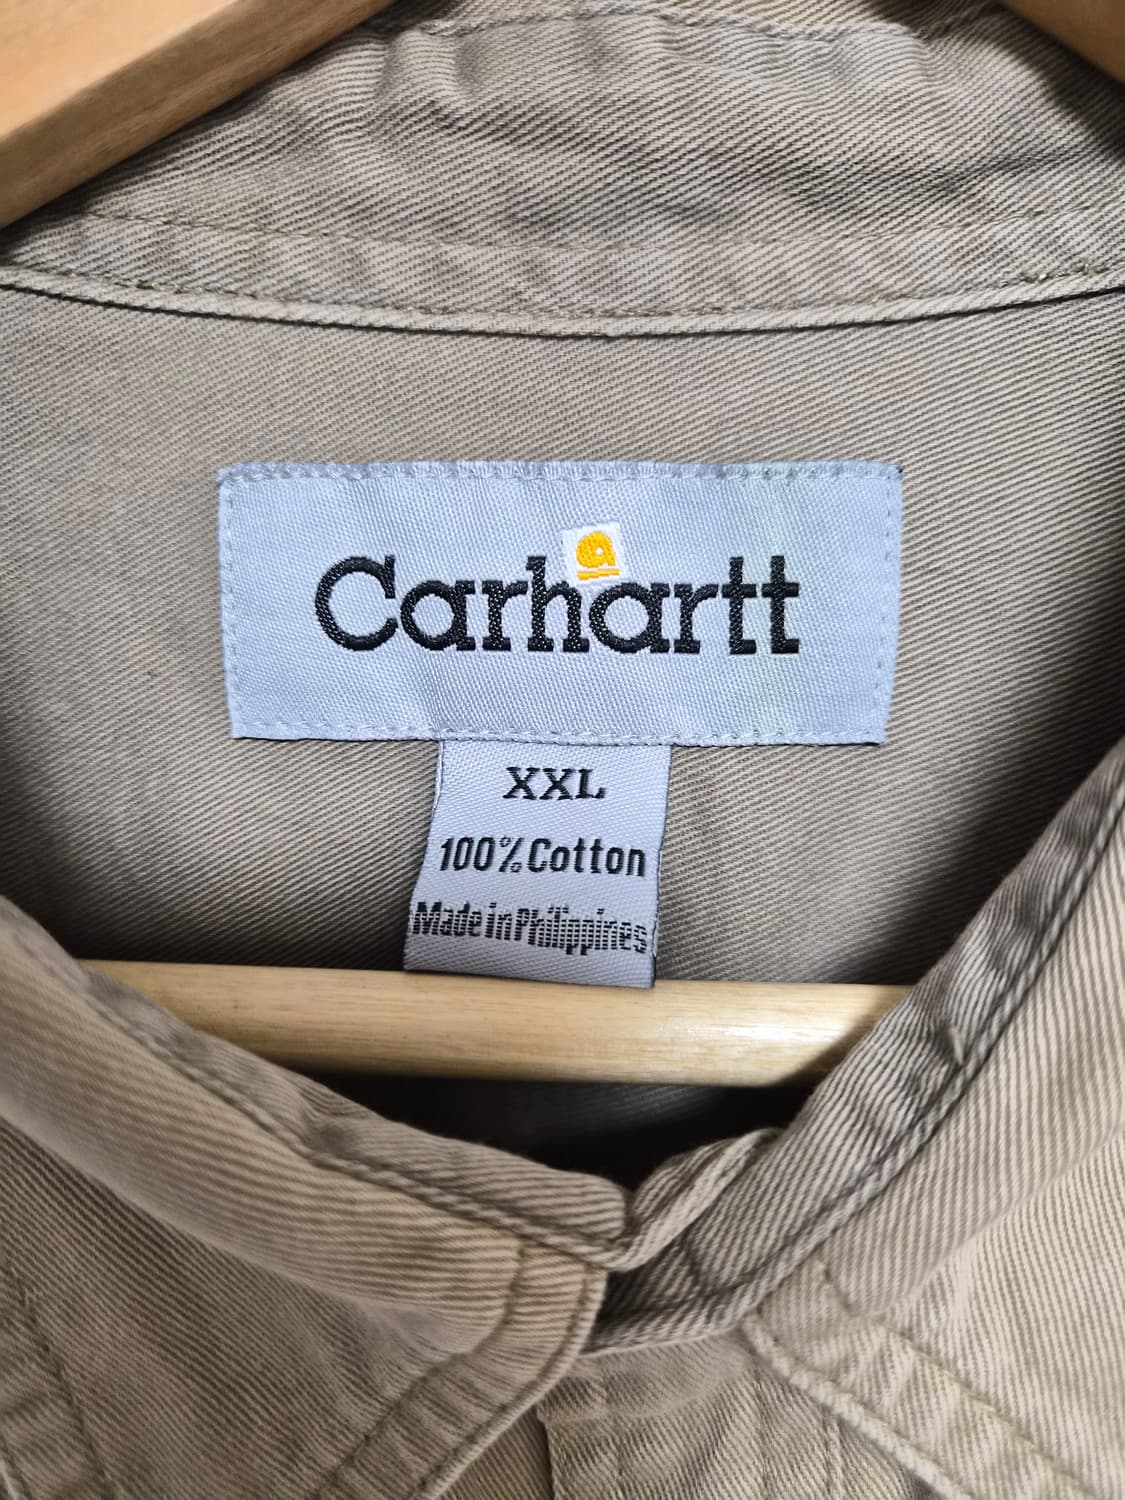 Carhartt
XXL
100% Cotton
Made in Philippines